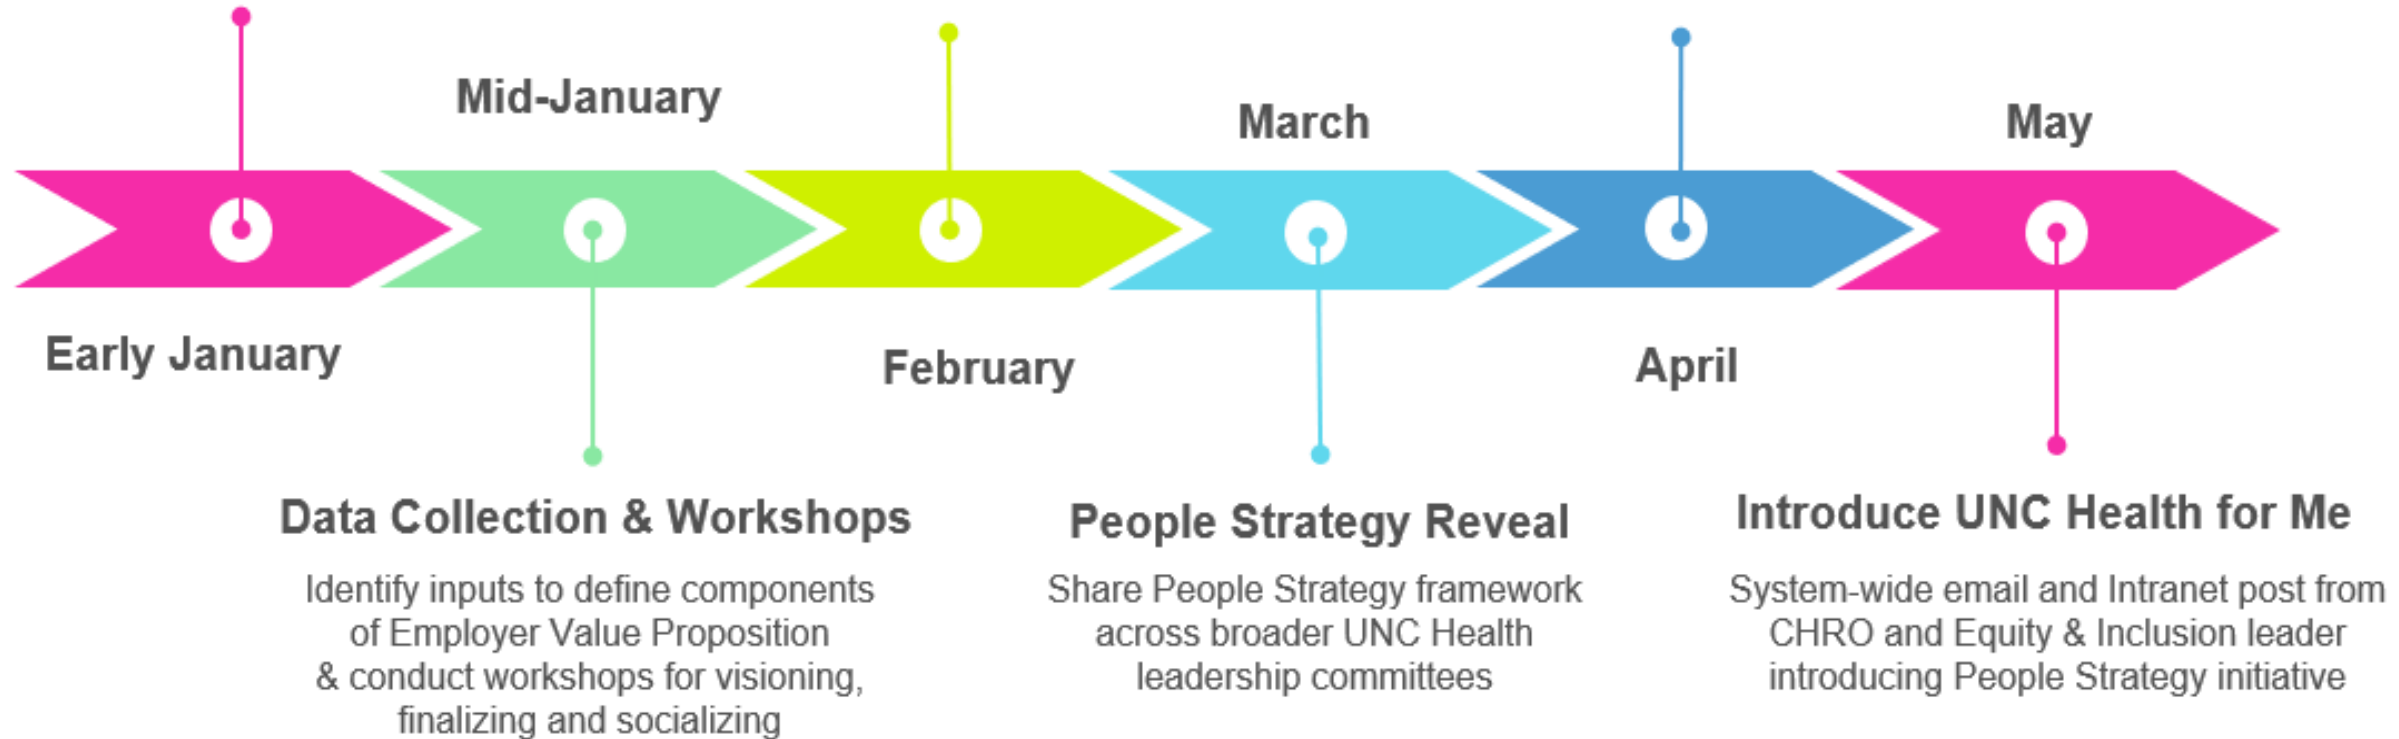 Mid-January
March
May
Early January
February
April
Data Collection & Workshops
Identify inputs to define components
of Employer Value Proposition
& conduct workshops for visioning,
finalizing and socializing
People Strategy Reveal
Share People Strategy framework
across broader UNC Health
leadership committees
Introduce UNC Health for Me
System-wide email and Intranet post from
CHRO and Equity & Inclusion leader
introducing People Strategy initiative